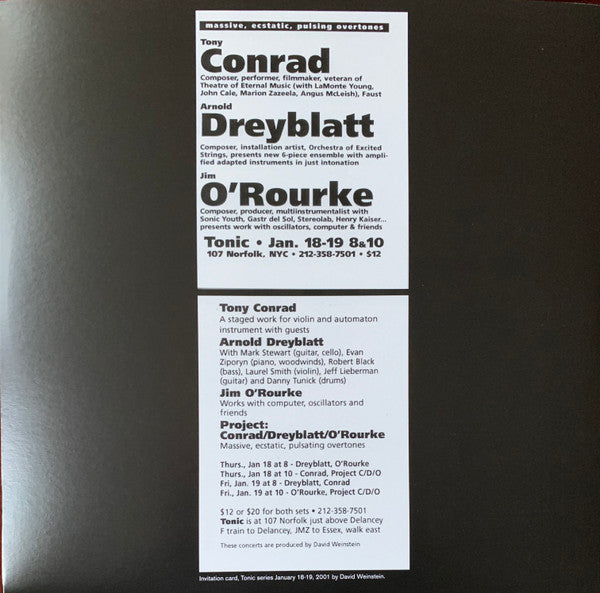 massive, ecstatic, pulsing overtones
Tony
Conrad
Composer, performer, filmmaker, veteran of
Theatre of Eternal Music (with LaMonte Young,
John Cale, Marion Zazeela, Angus McLeish), Faust
Arnold
Dreyblatt
Composer, installation artist, Orchestra of Excited
Strings, presents new 6-piece ensemble with ampli-
fied adapted instruments in just intonation
Jim
O'Rourke
Composer, producer, multiinstrumentalist with
Sonic Youth, Gastr del Sol, Stereolab, Henry Kaiser...
presents work with oscillators, computer & friends
Tonic • Jan. 18-19 8&10
107 Norfolk, NYC • 212-358-7501 • $12
Tony Conrad
A staged work for violin and automaton
instrument with guests
Arnold Dreyblatt
With Mark Stewart (guitar, cello), Evan
Ziporyn (piano, woodwinds), Robert Black
(bass), Laurel Smith (violin), Jeff Lieberman
(guitar) and Danny Tunick (drums)
Jim O'Rourke
Works with computer, oscillators and
friends
Project:
Conrad/Dreyblatt/O'Rourke
Massive, ecstatic, pulsating overtones
Thurs., Jan 18 at 8 - Dreyblatt, O'Rourke
Thurs., Jan 18 at 10 - Conrad, Project C/D/O
Fri, Jan. 19 at 8 - Dreyblatt, Conrad
Fri., Jan. 19 at 10 - O'Rourke, Project C/D/O
$12 or $20 for both sets • 212-358-7501
Tonic is at 107 Norfolk just above Delancey
F train to Delancey, JMZ to Essex, walk east
These concerts are produced by David Weinstein
Invitation card, Tonic series January 18-19, 2001 by David Weinstein.